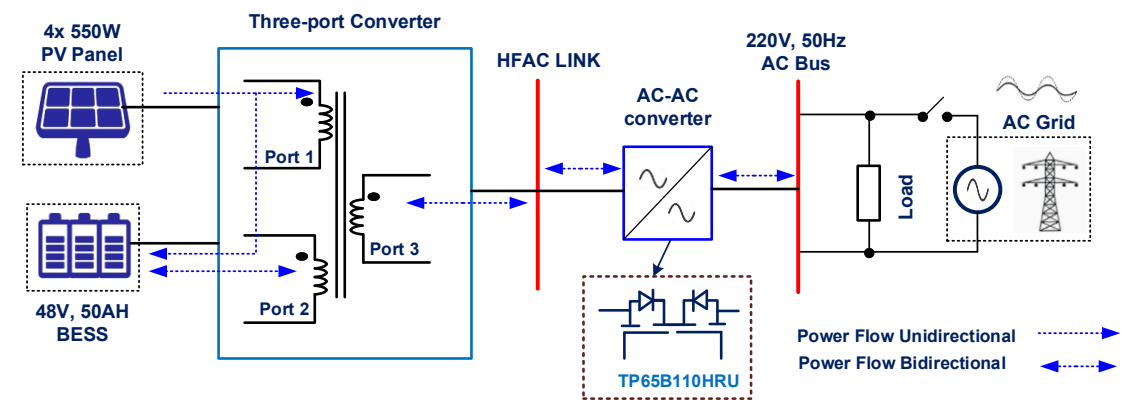 4x 550W
PV Panel
Three-port Converter
Port 1
Port 2
Port 3
48V, 50AH
BESS
HFAC LINK
AC-AC
converter
TP65B110HRU
220V, 50Hz
AC Bus
Load
AC Grid
Power Flow Unidirectional
Power Flow Bidirectional